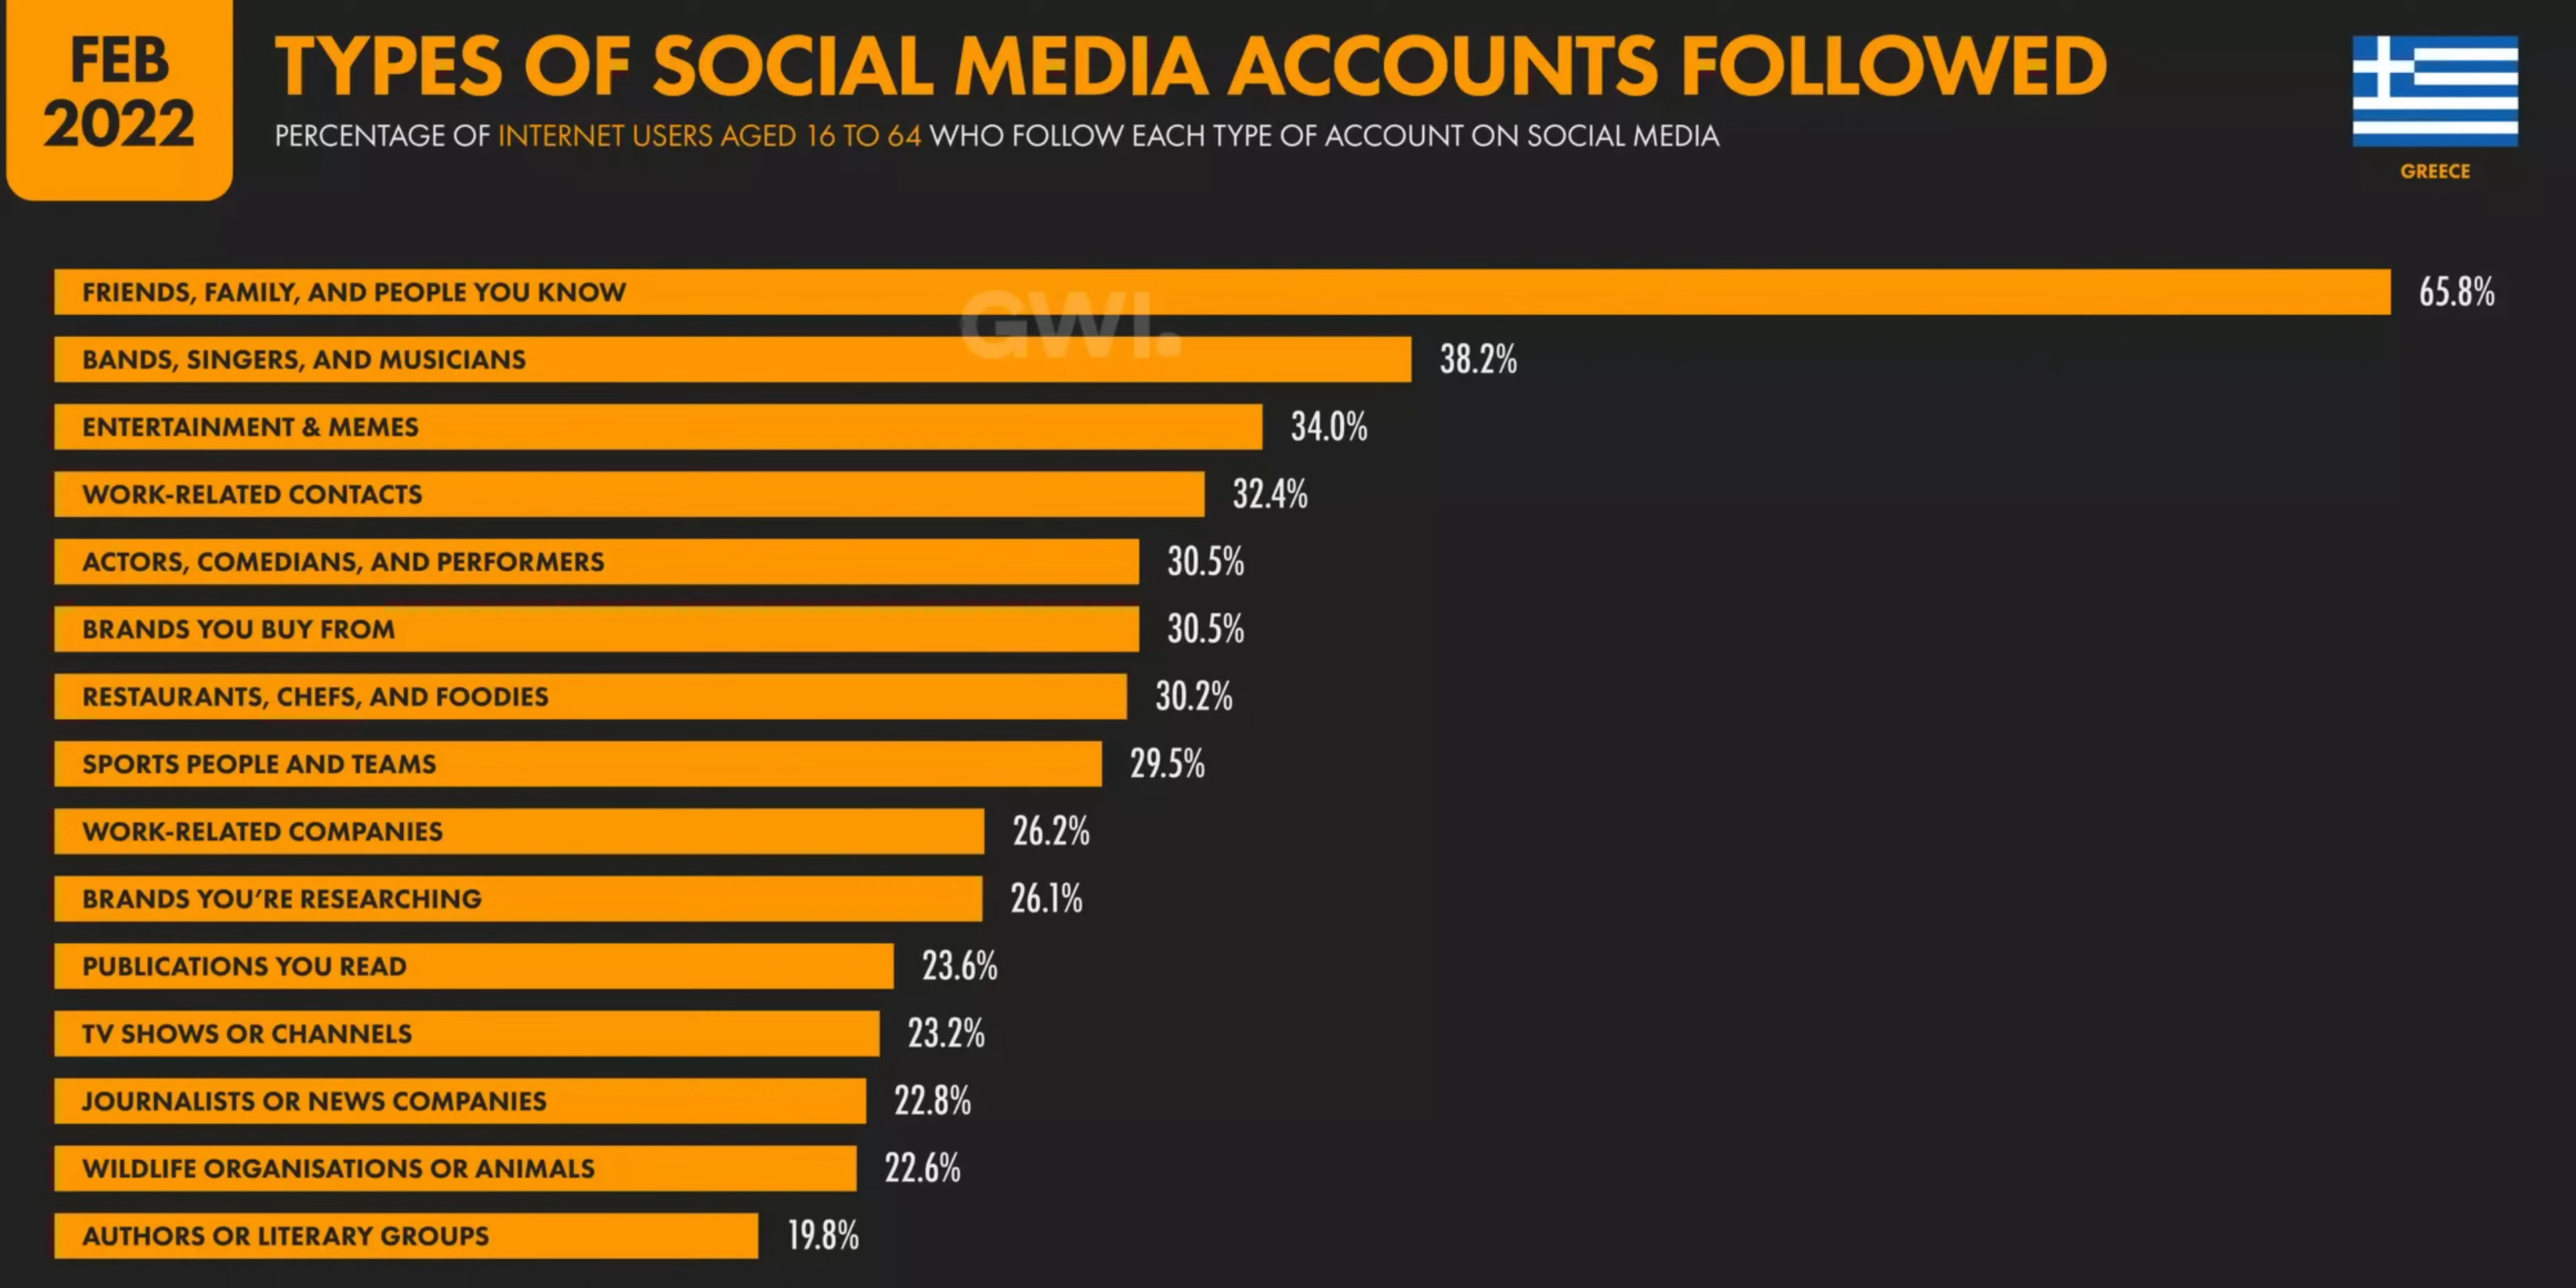 FEB
2022
TYPES OF SOCIAL MEDIA ACCOUNTS FOLLOWED
PERCENTAGE OF INTERNET USERS AGED 16 TO 64 WHO FOLLOW EACH TYPE OF ACCOUNT ON SOCIAL MEDIA
GREECE
FRIENDS, FAMILY, AND PEOPLE YOU KNOW 65.8%
GWI.
BANDS, SINGERS, AND MUSICIANS 38.2%
ENTERTAINMENT & MEMES 34.0%
WORK-RELATED CONTACTS 32.4%
ACTORS, COMEDIANS, AND PERFORMERS 30.5%
BRANDS YOU BUY FROM 30.5%
RESTAURANTS, CHEFS, AND FOODIES 30.2%
SPORTS PEOPLE AND TEAMS 29.5%
WORK-RELATED COMPANIES 26.2%
BRANDS YOU'RE RESEARCHING 26.1%
PUBLICATIONS YOU READ 23.6%
TV SHOWS OR CHANNELS 23.2%
JOURNALISTS OR NEWS COMPANIES 22.8%
WILDLIFE ORGANISATIONS OR ANIMALS 22.6%
AUTHORS OR LITERARY GROUPS 19.8%